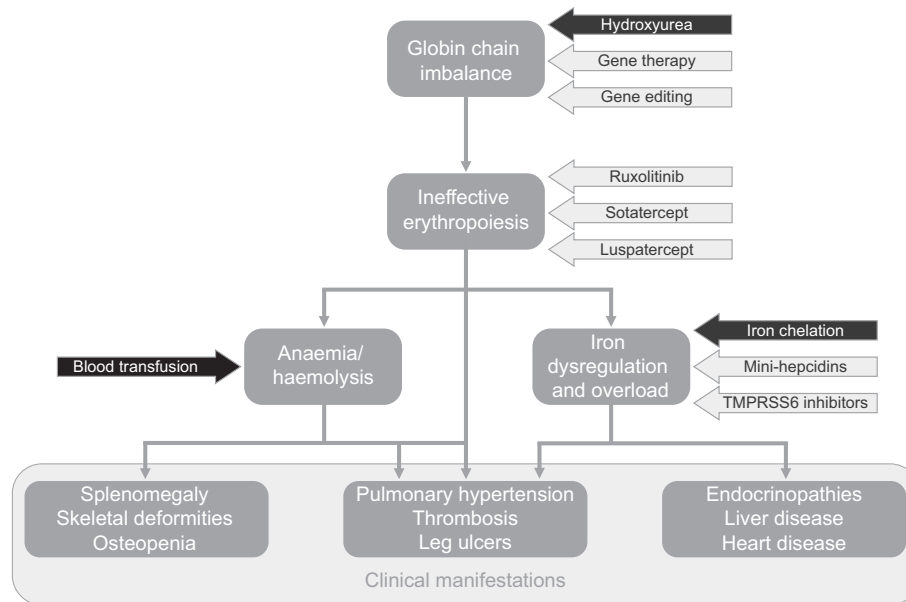 Hydroxyurea
Globin chain
imbalance
Gene therapy
Gene editing
Ruxolitinib
Ineffective
erythropoiesis
Sotatercept
Luspatercept
Blood transfusion
Anaemia/
haemolysis
Iron
dysregulation
and overload
Iron chelation
Mini-hepcidins
TMPRSS6 inhibitors
Splenomegaly
Skeletal deformities
Osteopenia
Pulmonary hypertension
Thrombosis
Leg ulcers
Endocrinopathies
Liver disease
Heart disease
Clinical manifestations